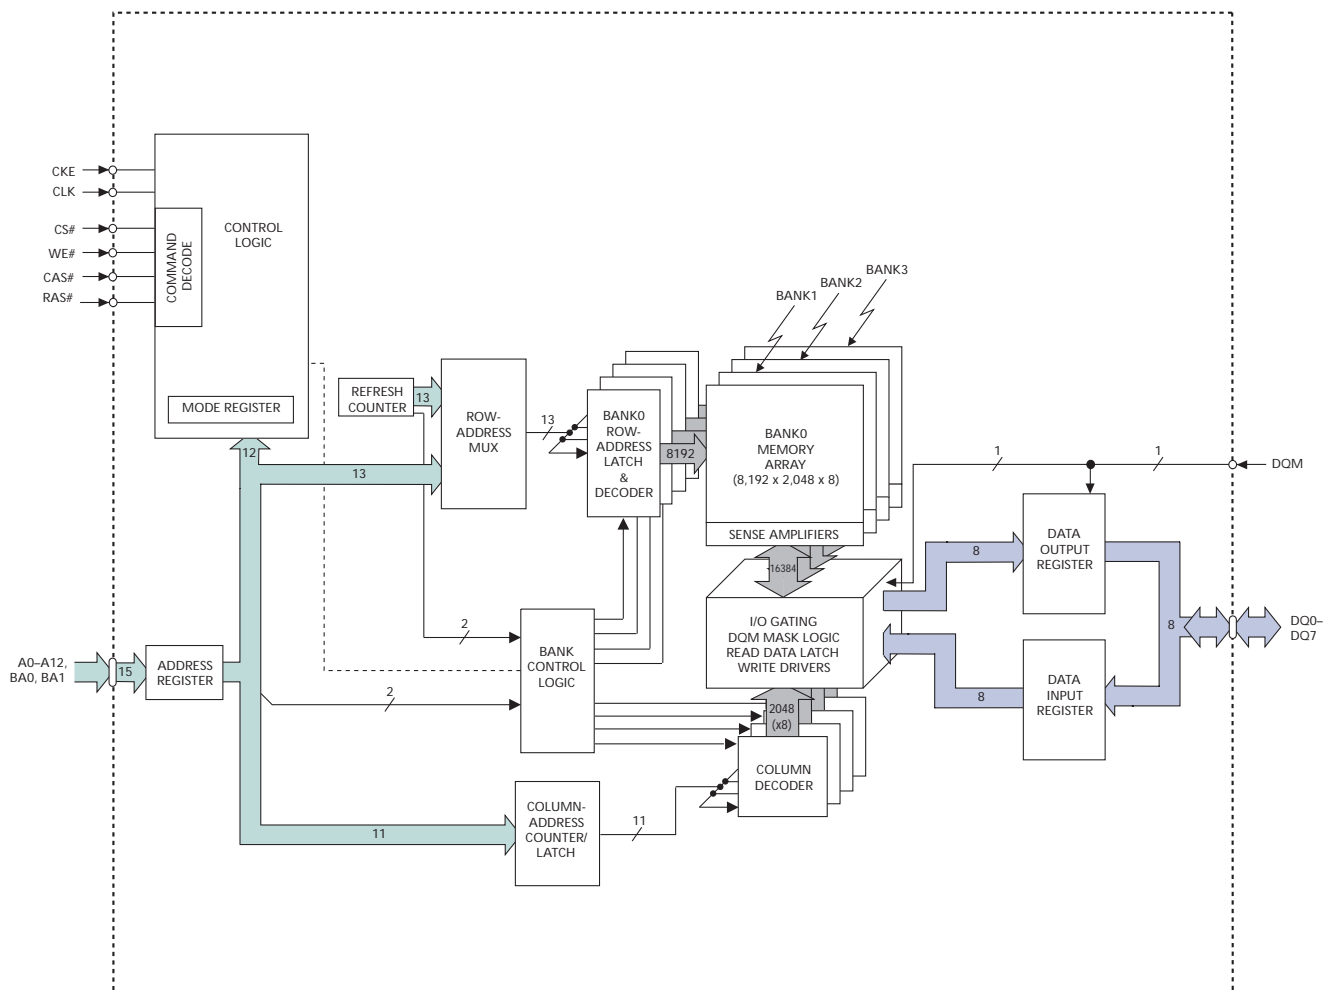 CKE
CLK
CS#
WE#
CAS#
RAS#
COMMAND
DECODE
CONTROL
LOGIC
MODE REGISTER
12
REFRESH
COUNTER
13
ROW-
ADDRESS
MUX
13
13
BANK0
ROW-
ADDRESS
LATCH
&
DECODER
8192
BANK1
BANK2
BANK3
BANK0
MEMORY
ARRAY
(8,192 x 2,048 x 8)
SENSE AMPLIFIERS
16384
I/O GATING
DQM MASK LOGIC
READ DATA LATCH
WRITE DRIVERS
1
1
DQM
DATA
OUTPUT
REGISTER
8
8
DQ0–
DQ7
DATA
INPUT
REGISTER
8
A0–A12,
BA0, BA1
15
ADDRESS
REGISTER
2
2
BANK
CONTROL
LOGIC
2048
(x8)
COLUMN
DECODER
11
COLUMN-
ADDRESS
COUNTER/
LATCH
11